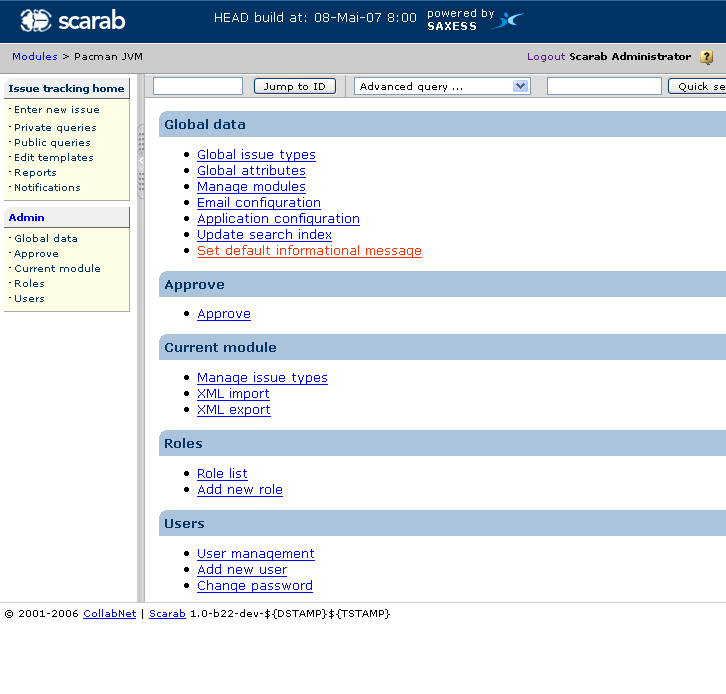 scarab HEAD build at: 08-Mai-07 8:00 powered by SAXESS
Modules > Pacman JVM Logout Scarab Administrator ?
Issue tracking home
Enter new issue
Private queries
Public queries
Edit templates
Reports
Notifications
Admin
Global data
Approve
Current module
Roles
Users
Jump to ID Advanced query ... Quick se
Global data
Global issue types
Global attributes
Manage modules
Email configuration
Application configuration
Update search index
Set default informational message
Approve
Approve
Current module
Manage issue types
XML import
XML export
Roles
Role list
Add new role
Users
User management
Add new user
Change password
© 2001-2006 CollabNet | Scarab 1.0-b22-dev-${DSTAMP}${TSTAMP}